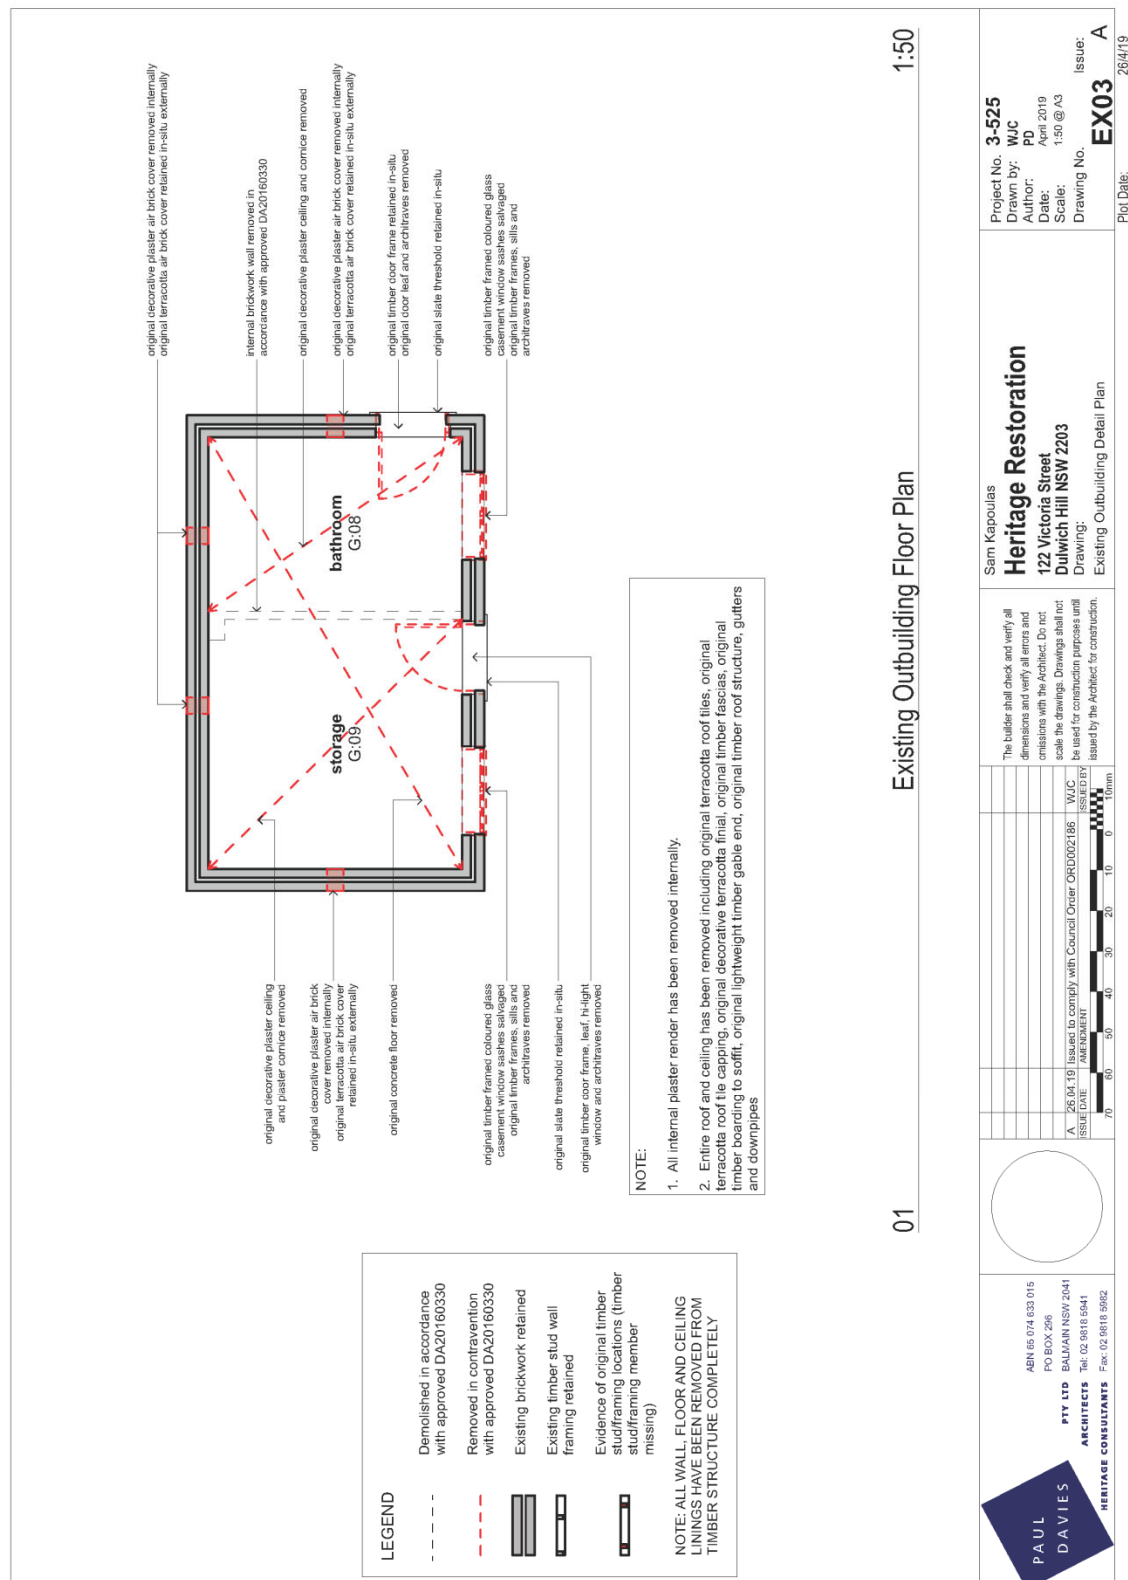 original decorative plaster air brick cover removed internally
original terracotta air brick cover retained in-situ externally
internal brickwork wall removed in
accordance with approved DA20160330
original decorative plaster ceiling and cornice removed
original decorative plaster air brick cover removed internally
original terracotta air brick cover retained in-situ externally
original timber door frame retained in-situ
original door leaf and architraves removed
original slate threshold retained in-situ
original timber framed coloured glass
casement window sashes salvaged
original timber frames, sills and
architraves removed
bathroom
G:08
storage
G:09
original decorative plaster ceiling
and plaster cornice removed
original decorative plaster air brick
cover removed internally
original terracotta air brick cover
retained in-situ externally
original concrete floor removed
original timber framed coloured glass
casement window sashes salvaged
original timber frames, sills and
architraves removed
original slate threshold retained in-situ
original timber door frame, leaf, hi-light
window and architraves removed
NOTE:
1. All internal plaster render has been removed internally.
2. Entire roof and ceiling has been removed including original terracotta roof tiles, original
terracotta roof tile capping, original decorative terracotta finial, original timber fascias, original
timber boarding to soffit, original lightweight timber gable end, original timber roof structure, gutters
and downpipes
LEGEND
Demolished in accordance
with approved DA20160330
Removed in contravention
with approved DA20160330
Existing brickwork retained
Existing timber stud wall
framing retained
Evidence of original timber
stud/framing locations (timber
stud/framing member
missing)
NOTE: ALL WALL, FLOOR AND CEILING
LININGS HAVE BEEN REMOVED FROM
TIMBER STRUCTURE COMPLETELY
01 Existing Outbuilding Floor Plan 1:50
PAUL
DAVIES
PTY LTD
ARCHITECTS
HERITAGE CONSULTANTS
ABN 65 074 633 015
PO BOX 296
BALMAIN NSW 2041
Tel: 02 9818 5941
Fax: 02 9818 5982
A 26.04.19 Issued to comply with Council Order ORD002186 WJC
ISSUE DATE AMENDMENT ISSUED BY
70 60 50 40 30 20 10 0 10mm
The builder shall check and verify all
dimensions and verify all errors and
omissions with the Architect. Do not
scale the drawings. Drawings shall not
be used for construction purposes until
issued by the Architect for construction.
Sam Kapoulas
Heritage Restoration
122 Victoria Street
Dulwich Hill NSW 2203
Drawing:
Existing Outbuilding Detail Plan
Project No. 3-525
Drawn by: WJC
Author: PD
Date: April 2019
Scale: 1:50 @ A3
Drawing No. Issue:
EX03 A
Plot Date: 26/4/19